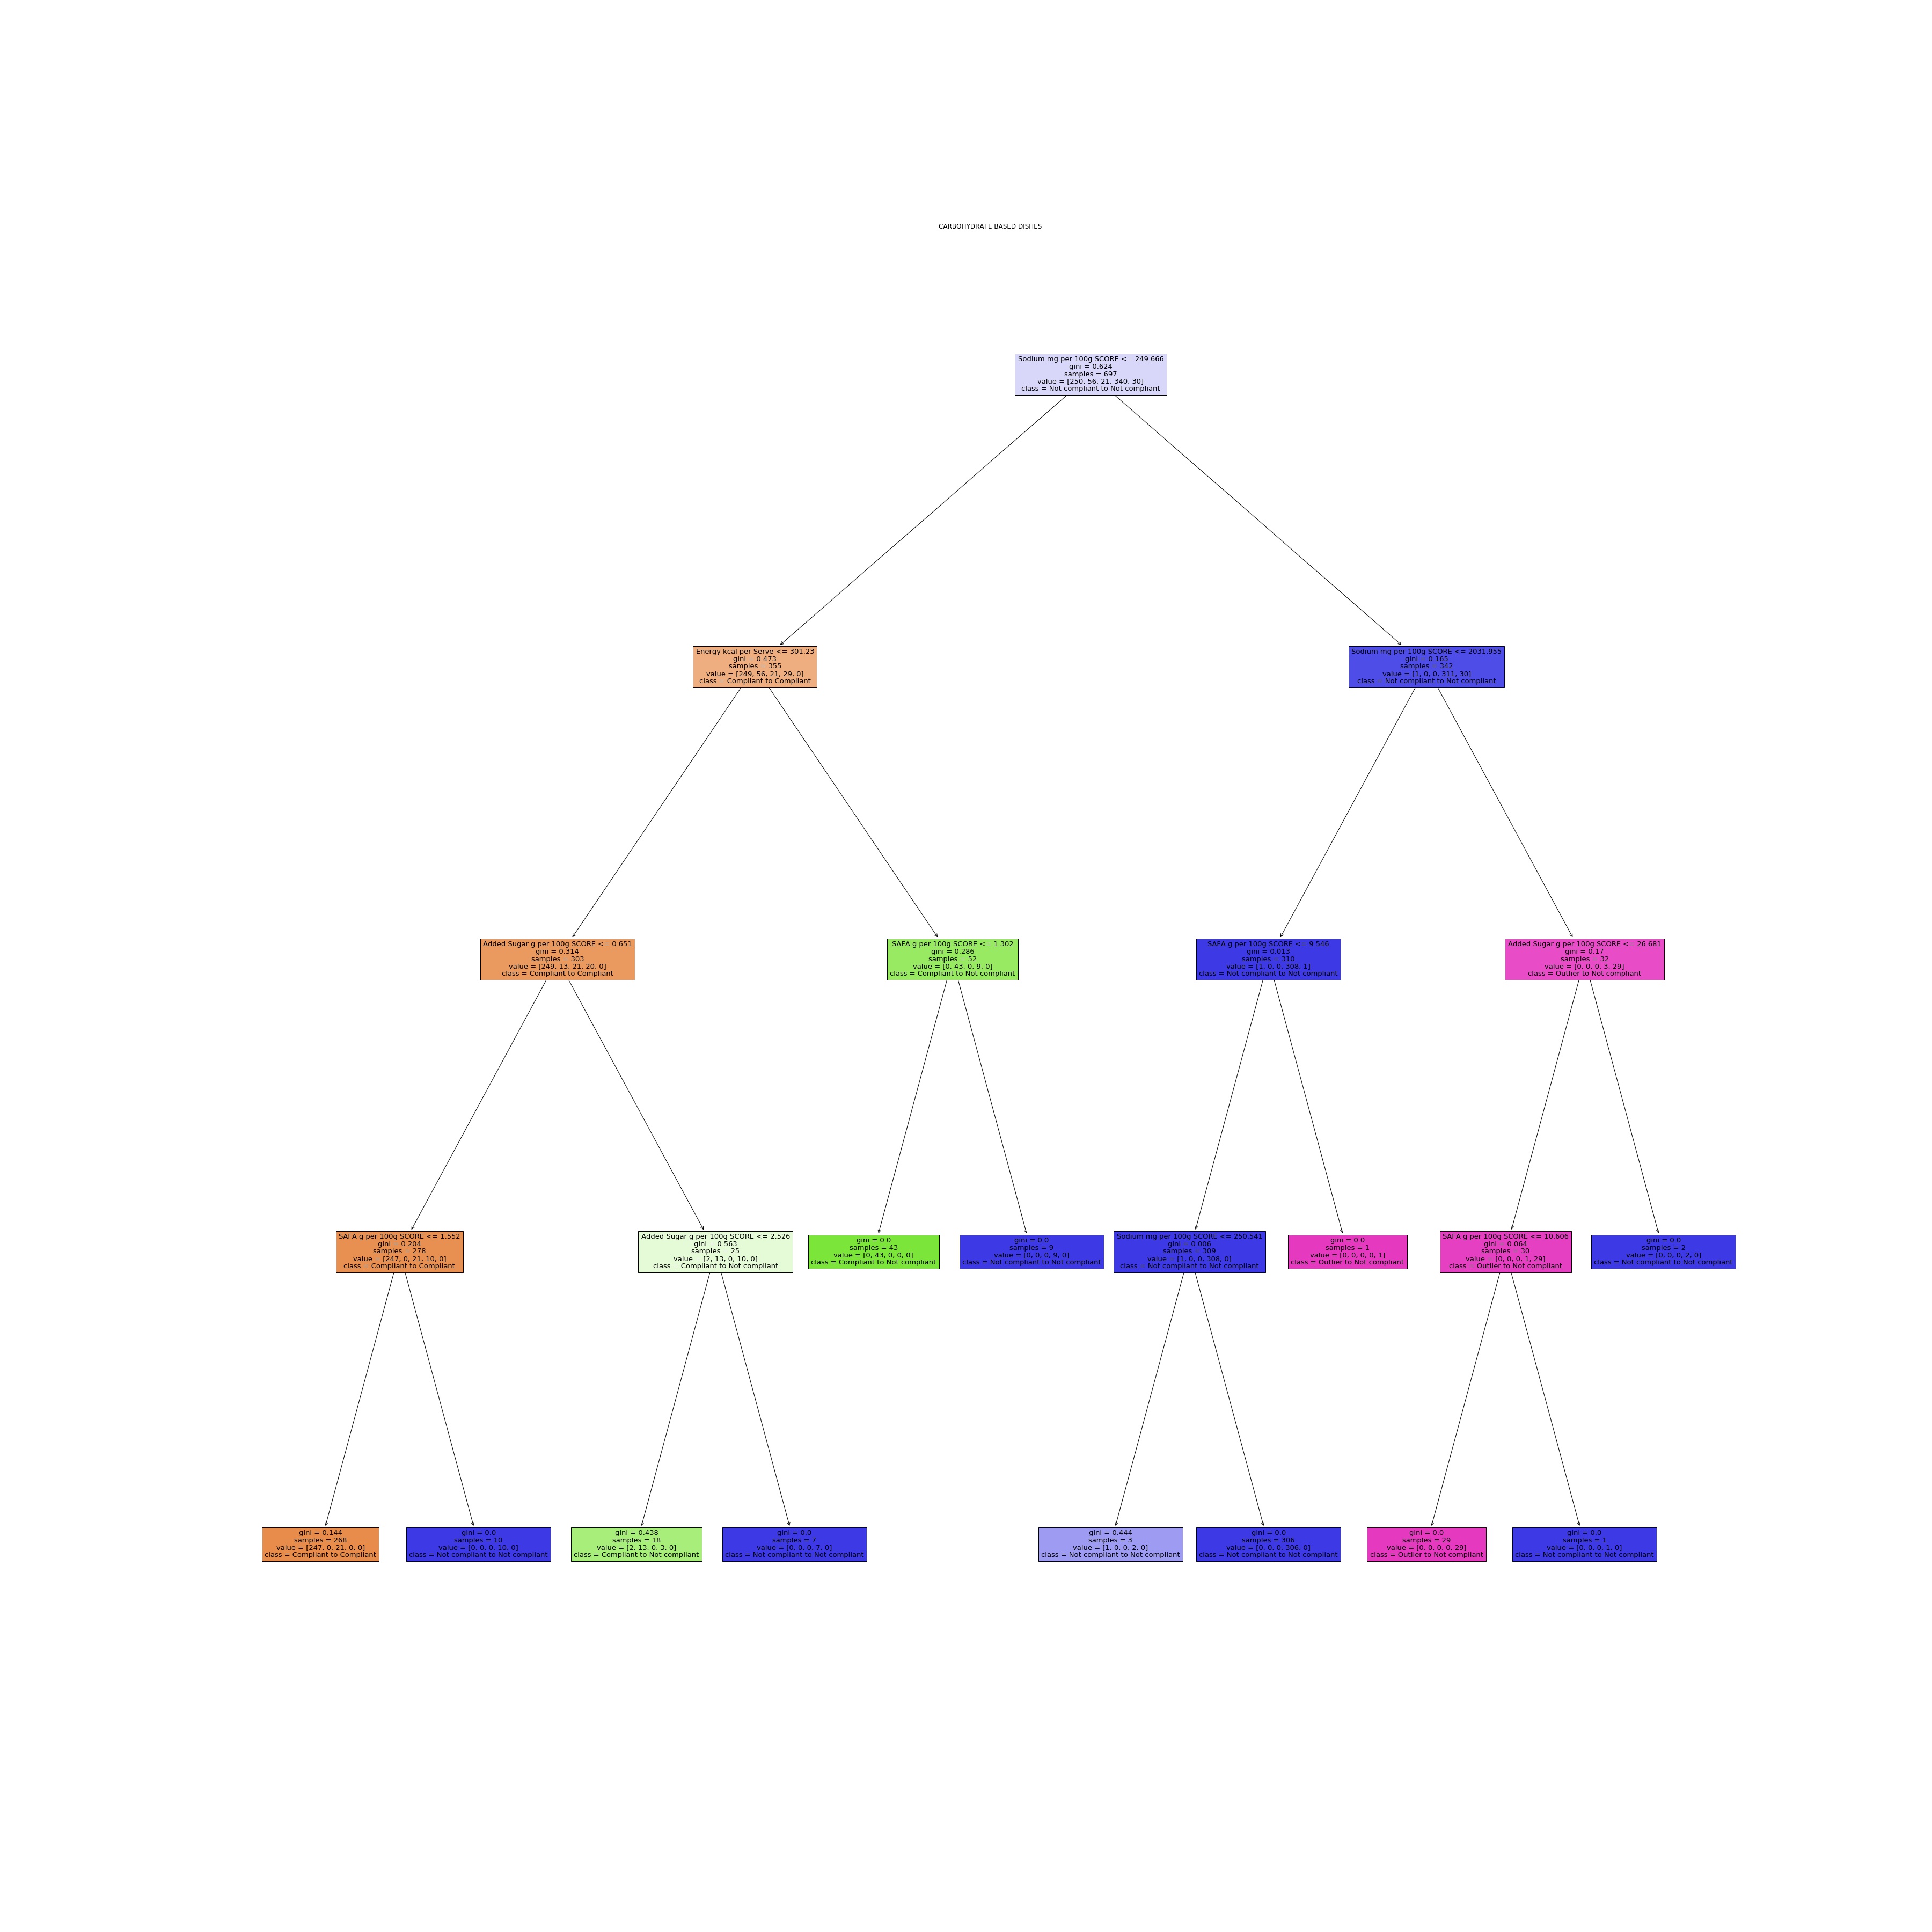 CARBOHYDRATE BASED DISHES
Sodium mg per 100g SCORE <= 249.666
gini = 0.624
samples = 697
value = [250, 56, 21, 340, 30]
class = Not compliant to Not compliant
Energy kcal per Serve <= 301.23
gini = 0.473
samples = 355
value = [249, 56, 21, 29, 0]
class = Compliant to Compliant
Sodium mg per 100g SCORE <= 2031.955
gini = 0.165
samples = 342
value = [1, 0, 0, 311, 30]
class = Not compliant to Not compliant
Added Sugar g per 100g SCORE <= 0.651
gini = 0.314
samples = 303
value = [249, 13, 21, 20, 0]
class = Compliant to Compliant
SAFA g per 100g SCORE <= 1.302
gini = 0.286
samples = 52
value = [0, 43, 0, 9, 0]
class = Compliant to Not compliant
SAFA g per 100g SCORE <= 9.546
gini = 0.013
samples = 310
value = [1, 0, 0, 308, 1]
class = Not compliant to Not compliant
Added Sugar g per 100g SCORE <= 26.681
gini = 0.17
samples = 32
value = [0, 0, 0, 3, 29]
class = Outlier to Not compliant
SAFA g per 100g SCORE <= 1.552
gini = 0.204
samples = 278
value = [247, 0, 21, 10, 0]
class = Compliant to Compliant
Added Sugar g per 100g SCORE <= 2.526
gini = 0.563
samples = 25
value = [2, 13, 0, 10, 0]
class = Compliant to Not compliant
gini = 0.0
samples = 43
value = [0, 43, 0, 0, 0]
class = Compliant to Not compliant
gini = 0.0
samples = 9
value = [0, 0, 0, 9, 0]
class = Not compliant to Not compliant
Sodium mg per 100g SCORE <= 250.541
gini = 0.006
samples = 309
value = [1, 0, 0, 308, 0]
class = Not compliant to Not compliant
gini = 0.0
samples = 1
value = [0, 0, 0, 0, 1]
class = Outlier to Not compliant
SAFA g per 100g SCORE <= 10.606
gini = 0.064
samples = 30
value = [0, 0, 0, 1, 29]
class = Outlier to Not compliant
gini = 0.0
samples = 2
value = [0, 0, 0, 2, 0]
class = Not compliant to Not compliant
gini = 0.144
samples = 268
value = [247, 0, 21, 0, 0]
class = Compliant to Compliant
gini = 0.0
samples = 10
value = [0, 0, 0, 10, 0]
class = Not compliant to Not compliant
gini = 0.438
samples = 18
value = [2, 13, 0, 3, 0]
class = Compliant to Not compliant
gini = 0.0
samples = 7
value = [0, 0, 0, 7, 0]
class = Not compliant to Not compliant
gini = 0.444
samples = 3
value = [1, 0, 0, 2, 0]
class = Not compliant to Not compliant
gini = 0.0
samples = 306
value = [0, 0, 0, 306, 0]
class = Not compliant to Not compliant
gini = 0.0
samples = 29
value = [0, 0, 0, 0, 29]
class = Outlier to Not compliant
gini = 0.0
samples = 1
value = [0, 0, 0, 1, 0]
class = Not compliant to Not compliant